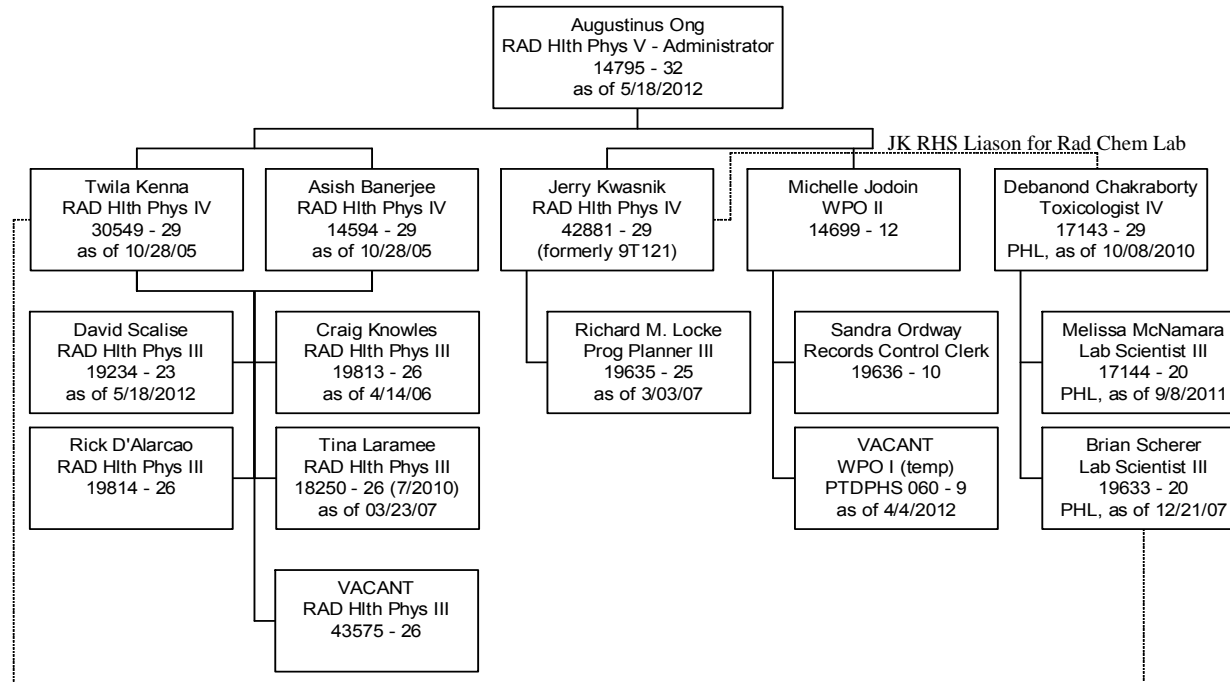 Augustinus Ong
RAD Hlth Phys V - Administrator
14795 - 32
as of 5/18/2012
JK RHS Liason for Rad Chem Lab
Twila Kenna
RAD Hlth Phys IV
30549 - 29
as of 10/28/05
Asish Banerjee
RAD Hlth Phys IV
14594 - 29
as of 10/28/05
Jerry Kwasnik
RAD Hlth Phys IV
42881 - 29
(formerly 9T121)
Michelle Jodoin
WPO II
14699 - 12
Debanond Chakraborty
Toxicologist IV
17143 - 29
PHL, as of 10/08/2010
David Scalise
RAD Hlth Phys III
19234 - 23
as of 5/18/2012
Craig Knowles
RAD Hlth Phys III
19813 - 26
as of 4/14/06
Richard M. Locke
Prog Planner III
19635 - 25
as of 3/03/07
Sandra Ordway
Records Control Clerk
19636 - 10
Melissa McNamara
Lab Scientist III
17144 - 20
PHL, as of 9/8/2011
Rick D'Alarcao
RAD Hlth Phys III
19814 - 26
Tina Laramee
RAD Hlth Phys III
18250 - 26 (7/2010)
as of 03/23/07
VACANT
WPO I (temp)
PTDPHS 060 - 9
as of 4/4/2012
Brian Scherer
Lab Scientist III
19633 - 20
PHL, as of 12/21/07
VACANT
RAD Hlth Phys III
43575 - 26